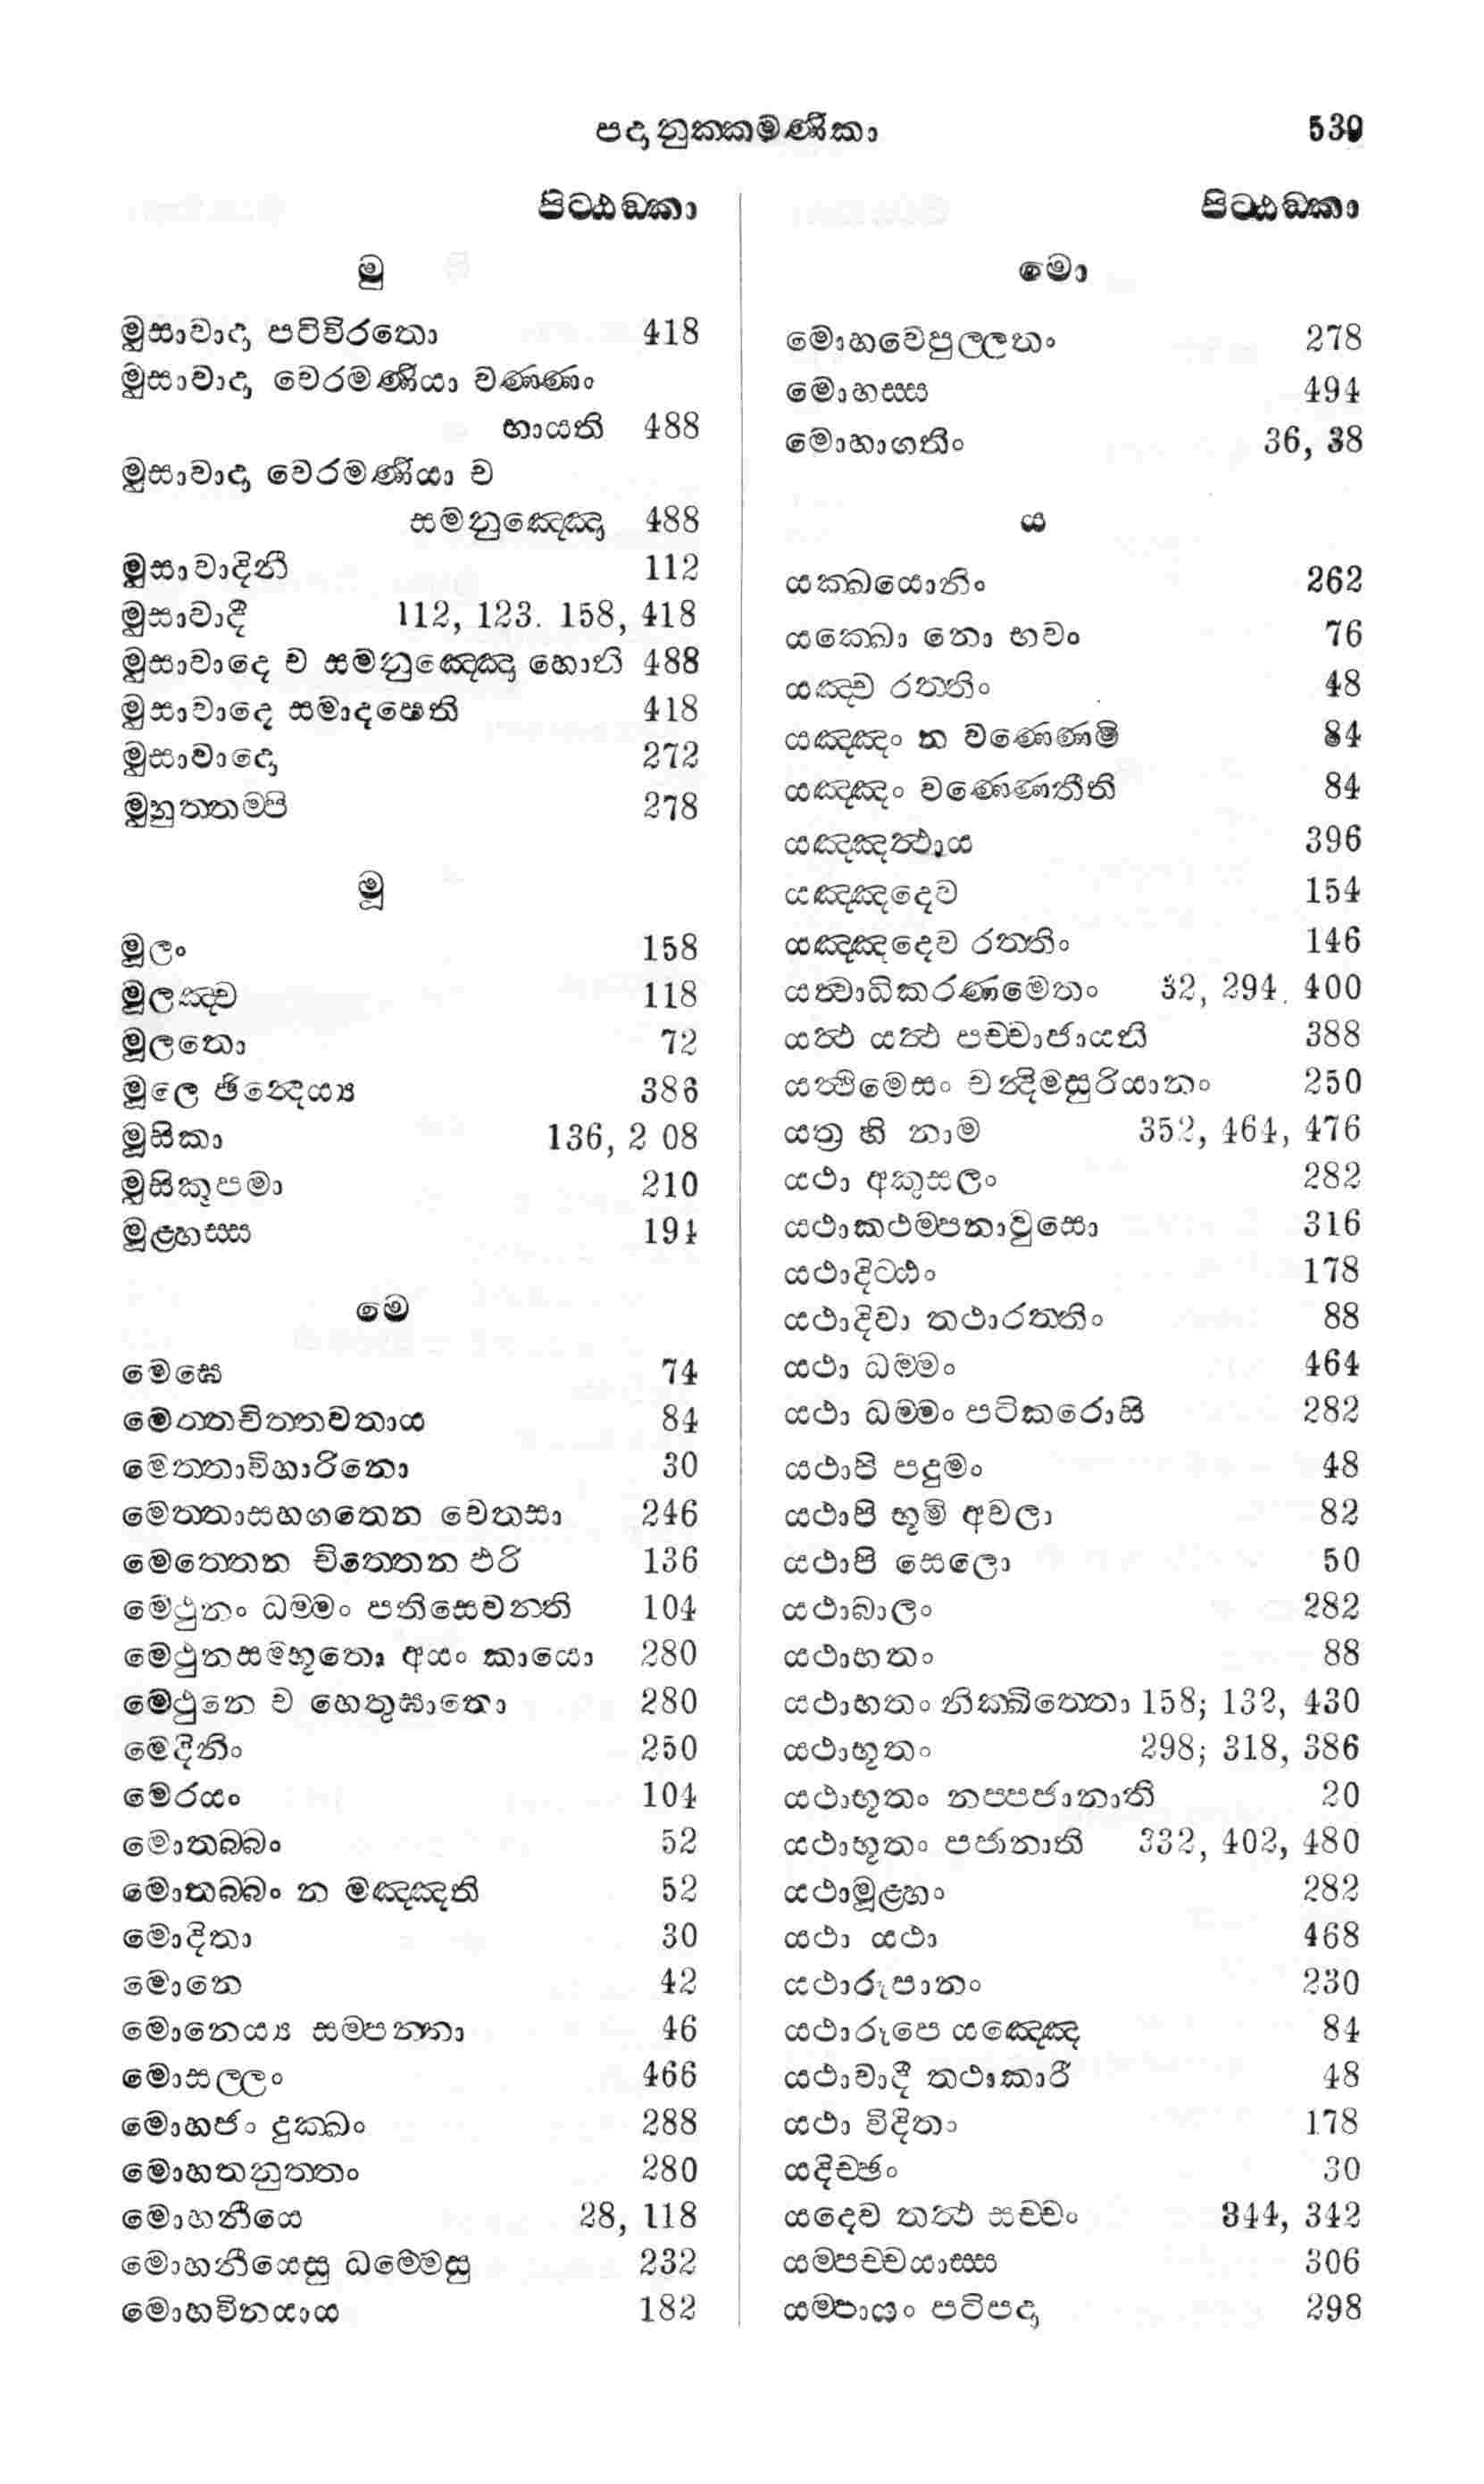 පදානුක්කමණිකා 539
පිට්ඨඞ්කා
මු
මුසාවාදා පටිවිරතො 418
මුසාවාදා වෙරමණියා වණ්ණං
භායති 488
මුසාවාදා වෙරමණියා ච
සමනුඤ්ඤො 488
මුසාවාදිනී 112
මුසාවාදී 112, 123. 158, 418
මුසාවාදෙ ච සමනුඤ්ඤො හොති 488
මුසාවාදෙ සමාදපෙති 418
මුසාවාදො 272
මුහුත්තම්පි 278
මූ
මූලං 158
මූලඤ්ච 118
මූලතො 72
මූලෙ ඡින්දෙය්‍ය 386
මූසිකා 136, 2 08
මුසිකූපමා 210
මූළ්හස්ස 194
මෙ
මෙඝෙ 74
මෙත්තචිත්තවතාය 84
මෙත්තාවිහාරිනො 30
මෙත්තාසහගතෙන චෙතසා 246
මෙත්තෙන චිත්තෙන ඵරි 136
මෙථුනං ධම්මං පතිසෙවන්ති 104
මෙථුනසම්භූතො අයං කායො 280
මෙථුනෙ ච හෙතුඝාතො 280
මෙදිනිං 250
මෙරයං 104
මොතබ්බං 52
මොතබ්බං න මඤ්ඤති 52
මොදිතා 30
මොනෙ 42
මොනෙය්‍ය සම්පන්නා 46
මොසල්ලං 466
මොහජං දුක්ඛං 288
මොහතනුත්තං 280
මොහනීයෙ 28, 118
මොහනීයෙසු ධම්මෙසු 232
මොහවිනයාය 182
පිට්ඨඞ්කා
මො
මොහවෙපුල්ලතං 278
මොහස්ස 494
මොහාගතිං 36, 38
ය
යක්ඛයොනිං 262
යක්ඛො නො භවං 76
යඤ්ච රත්තිං 48
යඤ්ඤං න වණ්ණෙමි 84
යඤ්ඤං වණ්ණෙතීති 84
යඤ්ඤත්ථාය 396
යඤ්ඤදෙව 154
යඤ්ඤදෙව රත්තිං 146
යත්වාධිකරණමෙතං 32, 294. 400
යත්ථ යත්ථ පච්චාජායති 388
යත්ථිමෙසං චන්දිමසුරියානං 250
යත්‍ර හි නාම 352, 464, 476
යථා අකුසලං 282
යථාකථම්පනාවුසො 316
යථාදිට්ඨං 178
යථාදිවා තථාරත්තිං 88
යථා ධම්මං 464
යථා ධම්මං පටිකරොසි 282
යථාපි පදුමං 48
යථාපි භූමි අචලා 82
යථාපි සෙලො 50
යථාබාලං 282
යථාභතං 88
යථාභතං නික්ඛිත්තො 158; 132, 430
යථාභූතං 298; 318, 386
යථාභූතං නප්පජානාති 20
යථාභූතං පජානාති 332, 402, 480
යථාමූළ්හං 282
යථා යථා 468
යථාරූපානං 230
යථාරූපෙ යඤ්ඤෙ 84
යථාවාදී තථාකාරී 48
යථා විදිතා 178
යදිච්ඡං 30
යදෙව තත්ථ සච්චං 344, 342
යම්පච්චයාස්ස 306
යම්පායං පටිපදා 298